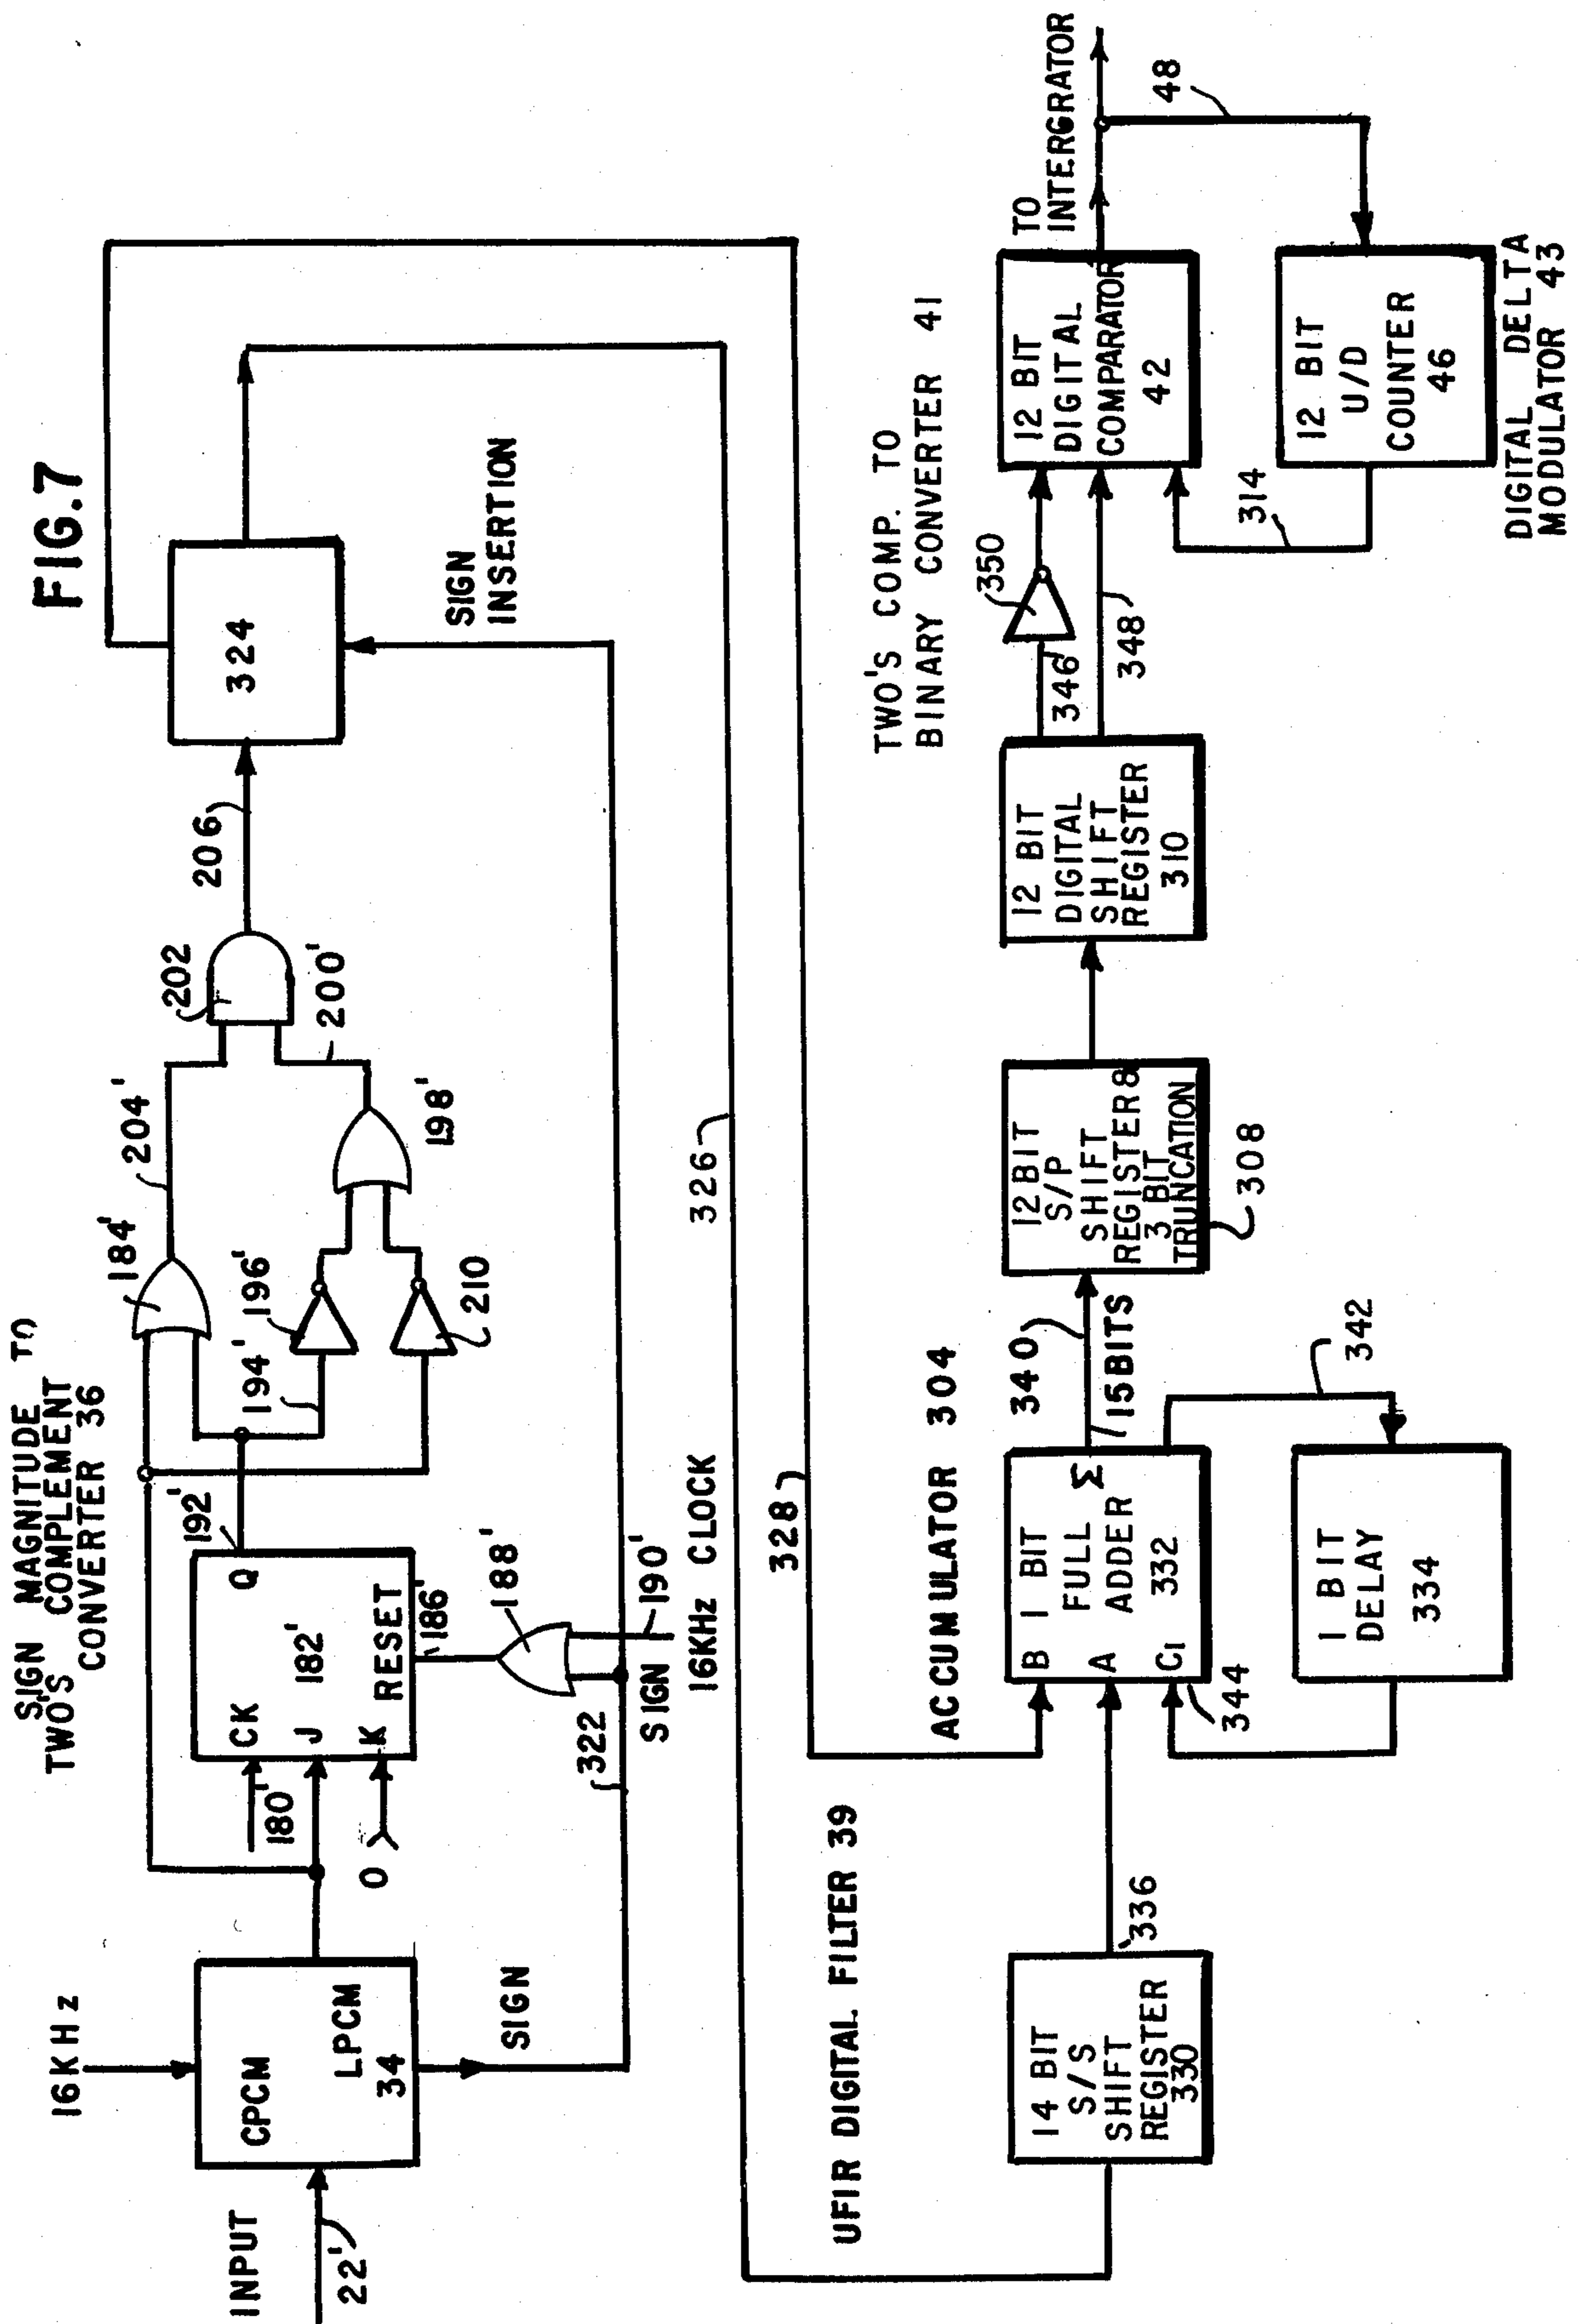 FIG.7
SIGN MAGNITUDE TO
TWO'S COMPLEMENT
CONVERTER 36
INPUT
22'
16KHz
CPCM
LPCM
34
SIGN
322
CK
J
K
Q
182'
RESET
180'
0
186'
188'
190'
SIGN
16KHz CLOCK
192'
194'
184'
204'
196'
210
198'
200'
202
206
324
SIGN
INSERTION
326
328
UFIR DIGITAL FILTER 39
14 BIT
S/S
SHIFT
REGISTER
330
336
ACCUMULATOR 304
B 1 BIT
FULL Σ
A ADDER
C1 332
344
1 BIT
DELAY
334
342
340
15BITS
12BIT
S/P
SHIFT
REGISTER 8
3 BIT
TRUNCATION
308
12 BIT
DIGITAL
SHIFT
REGISTER
310
346
348
350
TWO'S COMP. TO
BINARY CONVERTER 41
12 BIT
DIGITAL
COMPARATOR
42
TO
INTERGRATOR
48
314
12 BIT
U/D
COUNTER
46
DIGITAL DELTA
MODULATOR 43